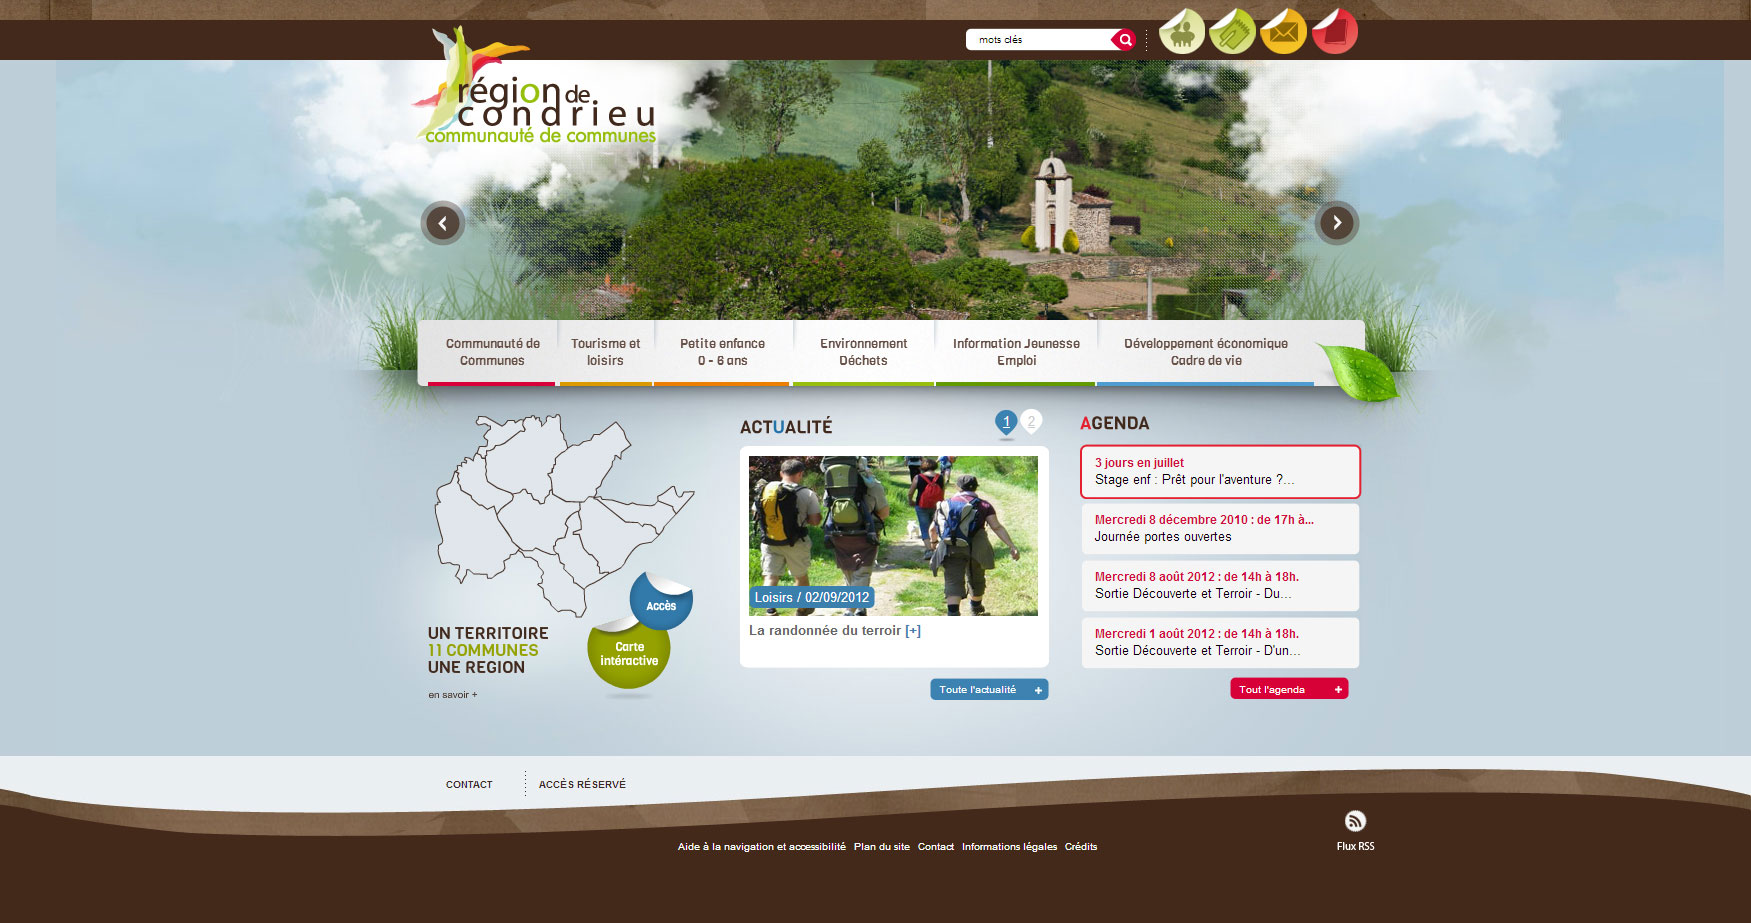 mots clés
région de
condrieu
communauté de communes
Communauté de
Communes
Tourisme et
loisirs
Petite enfance
0 - 6 ans
Environnement
Déchets
Information Jeunesse
Emploi
Développement économique
Cadre de vie
UN TERRITOIRE
11 COMMUNES
UNE REGION
en savoir +
Accès
Carte
intéractive
ACTUALITÉ
1 2
Loisirs / 02/09/2012
La randonnée du terroir [+]
Toute l'actualité +
AGENDA
3 jours en juillet
Stage enf : Prêt pour l'aventure ?...
Mercredi 8 décembre 2010 : de 17h à...
Journée portes ouvertes
Mercredi 8 août 2012 : de 14h à 18h.
Sortie Découverte et Terroir - Du...
Mercredi 1 août 2012 : de 14h à 18h.
Sortie Découverte et Terroir - D'un...
Tout l'agenda +
CONTACT
ACCÈS RÉSERVÉ
Aide à la navigation et accessibilité Plan du site Contact Informations légales Crédits
Flux RSS